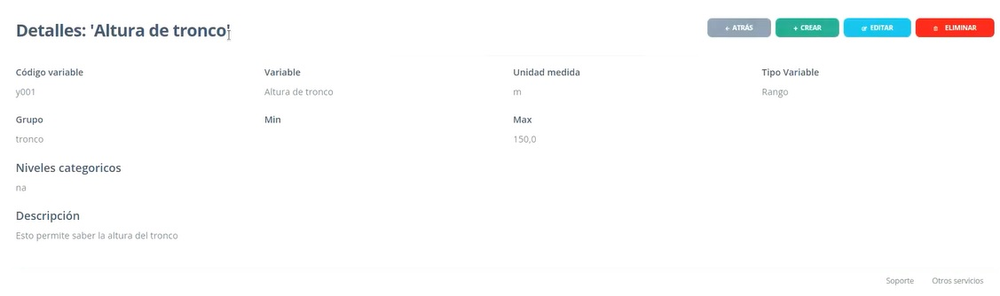 Detalles: 'Altura de tronco'
ATRÁS
+ CREAR
EDITAR
ELIMINAR
Código variable
Variable
Unidad medida
Tipo Variable
y001
Altura de tronco
m
Rango
Grupo
Min
Max
tronco
150,0
Niveles categoricos
na
Descripción
Esto permite saber la altura del tronco
Soporte
Otros servicios